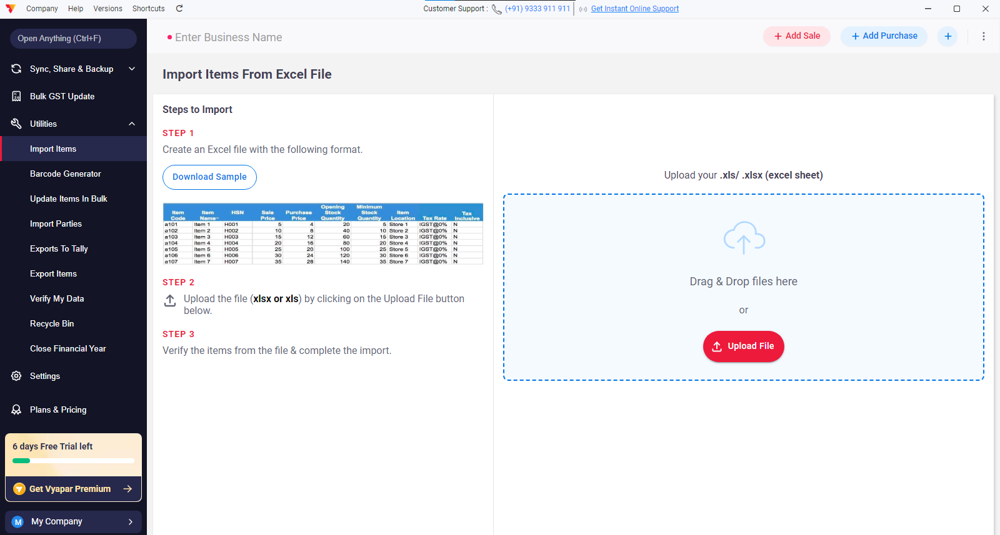 Company Help Versions Shortcuts
Customer Support : (+91) 9333 911 911 Get Instant Online Support
Open Anything (Ctrl+F)
Sync, Share & Backup
Bulk GST Update
Utilities
Import Items
Barcode Generator
Update Items In Bulk
Import Parties
Exports To Tally
Export Items
Verify My Data
Recycle Bin
Close Financial Year
Settings
Plans & Pricing
6 days Free Trial left
Get Vyapar Premium
M My Company
Enter Business Name
Add Sale
Add Purchase
Import Items From Excel File
Steps to Import
STEP 1
Create an Excel file with the following format.
Download Sample
Item Code Item Name HSN Sale Price Purchase Price Opening Stock Quantity Minimum Stock Quantity Item Location Tax Rate Tax Inclusive
a101 Item 1 H001 5 4 20 5 Store 1 IGST@0% N
a102 Item 2 H002 10 8 40 10 Store 2 IGST@0% N
a103 Item 3 H003 15 12 60 15 Store 3 IGST@0% N
a104 Item 4 H004 20 16 80 20 Store 4 IGST@0% N
a105 Item 5 H005 25 20 100 25 Store 5 IGST@0% N
a106 Item 6 H006 30 24 120 30 Store 6 IGST@0% N
a107 Item 7 H007 35 28 140 35 Store 7 IGST@0% N
STEP 2
Upload the file (xlsx or xls) by clicking on the Upload File button
below.
STEP 3
Verify the items from the file & complete the import.
Upload your .xls/ .xlsx (excel sheet)
Drag & Drop files here
or
Upload File